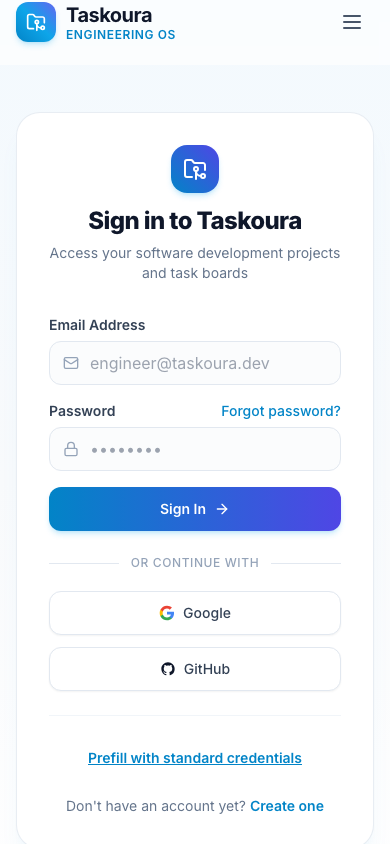 Taskoura
ENGINEERING OS
Sign in to Taskoura
Access your software development projects
and task boards
Email Address
engineer@taskoura.dev
Password
Forgot password?
••••••••
Sign In →
OR CONTINUE WITH
Google
GitHub
Prefill with standard credentials
Don't have an account yet? Create one